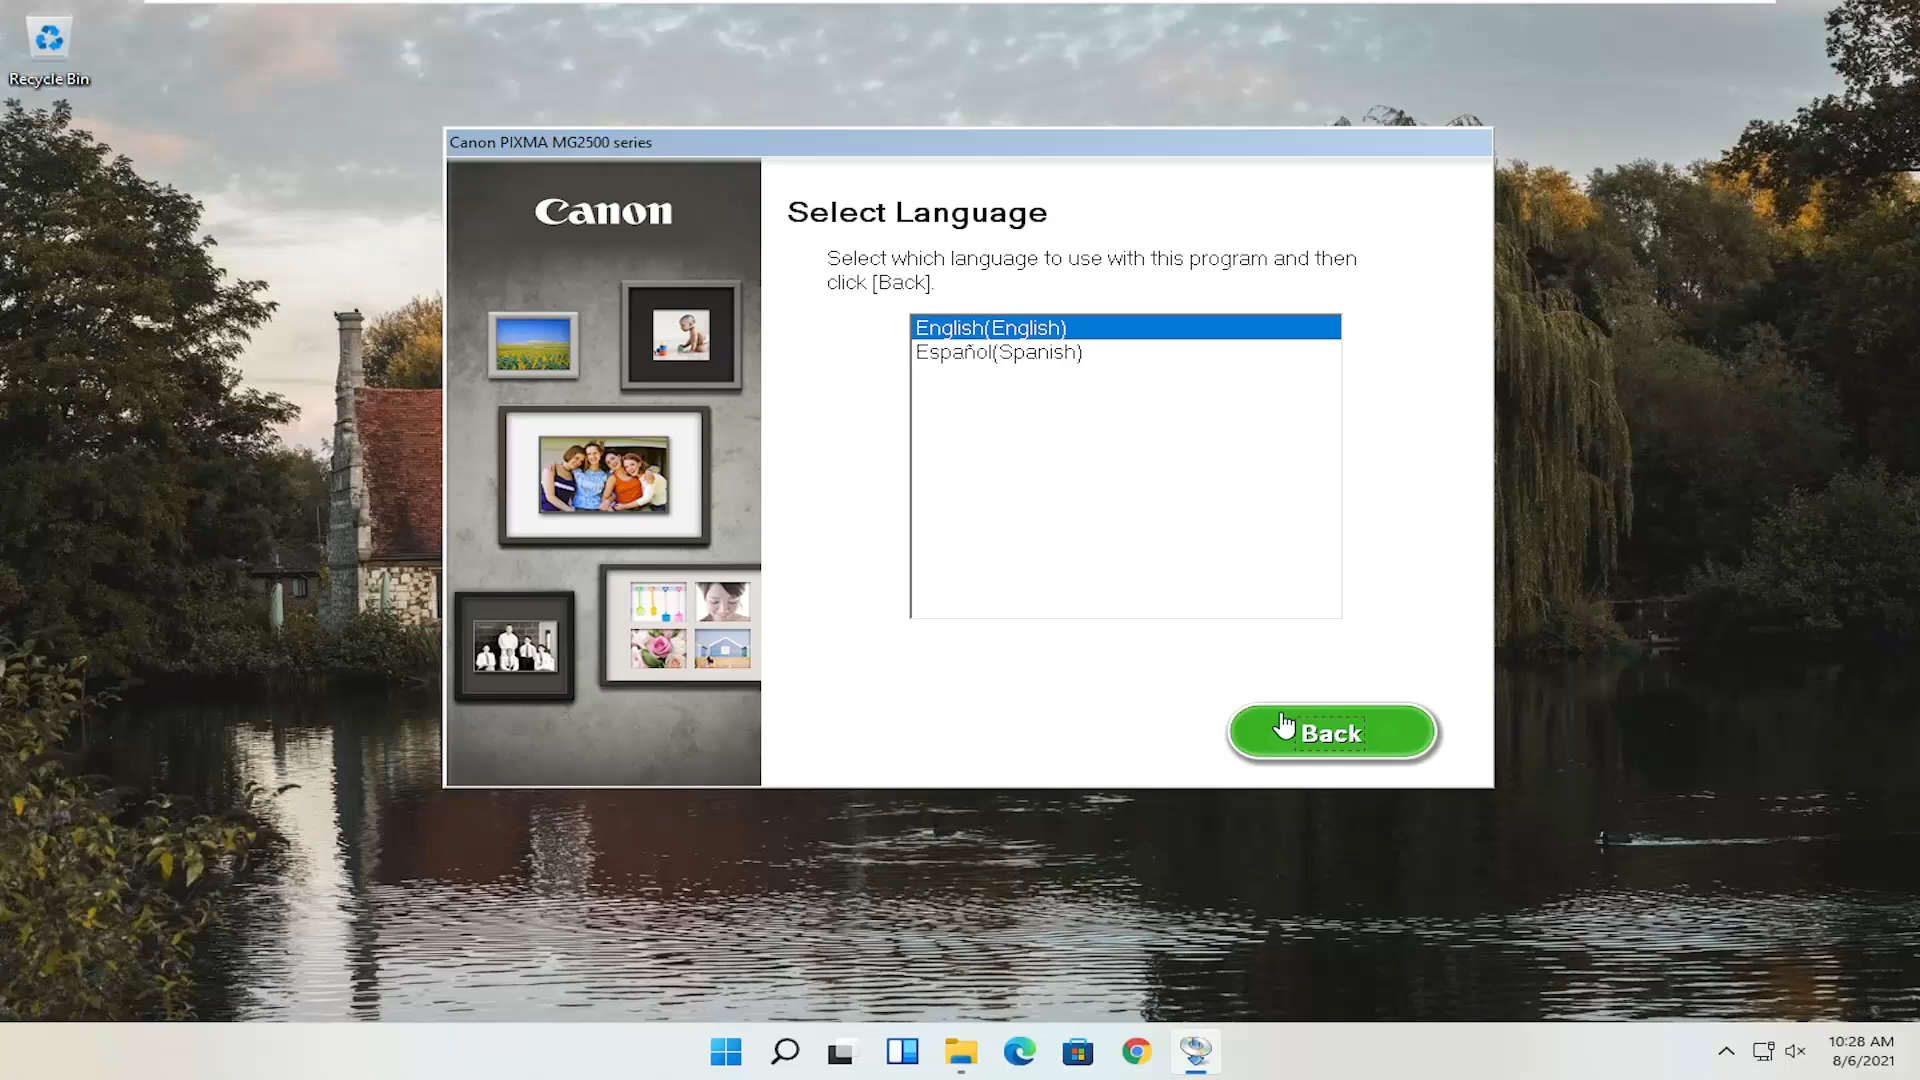 Recycle Bin
Canon PIXMA MG2500 series
Canon
Select Language
Select which language to use with this program and then
click [Back].
English(English)
Español(Spanish)
Back
10:28 AM
8/6/2021